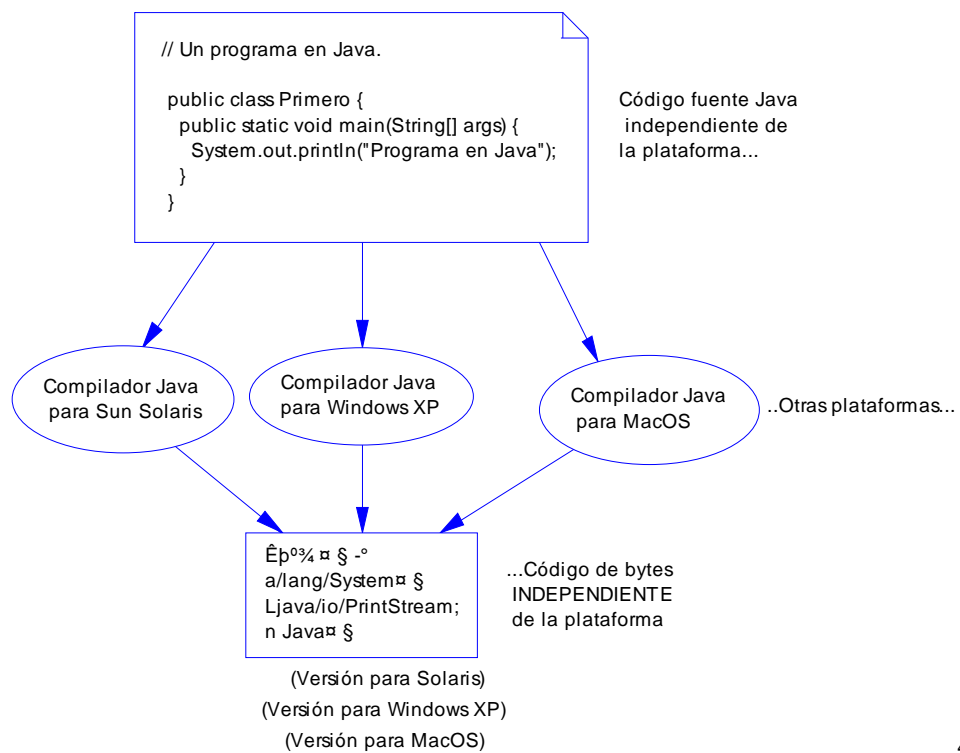 // Un programa en Java.
public class Primero {
public static void main(String[] args) {
System.out.println("Programa en Java");
}
}
Código fuente Java
independiente de
la plataforma...
Compilador Java
para Sun Solaris
Compilador Java
para Windows XP
Compilador Java
para MacOS
..Otras plataformas...
Êþº¾ ¤ § -°
a/lang/System¤ §
Ljava/io/PrintStream;
n Java¤ §
...Código de bytes
INDEPENDIENTE
de la plataforma
(Versión para Solaris)
(Versión para Windows XP)
(Versión para MacOS)